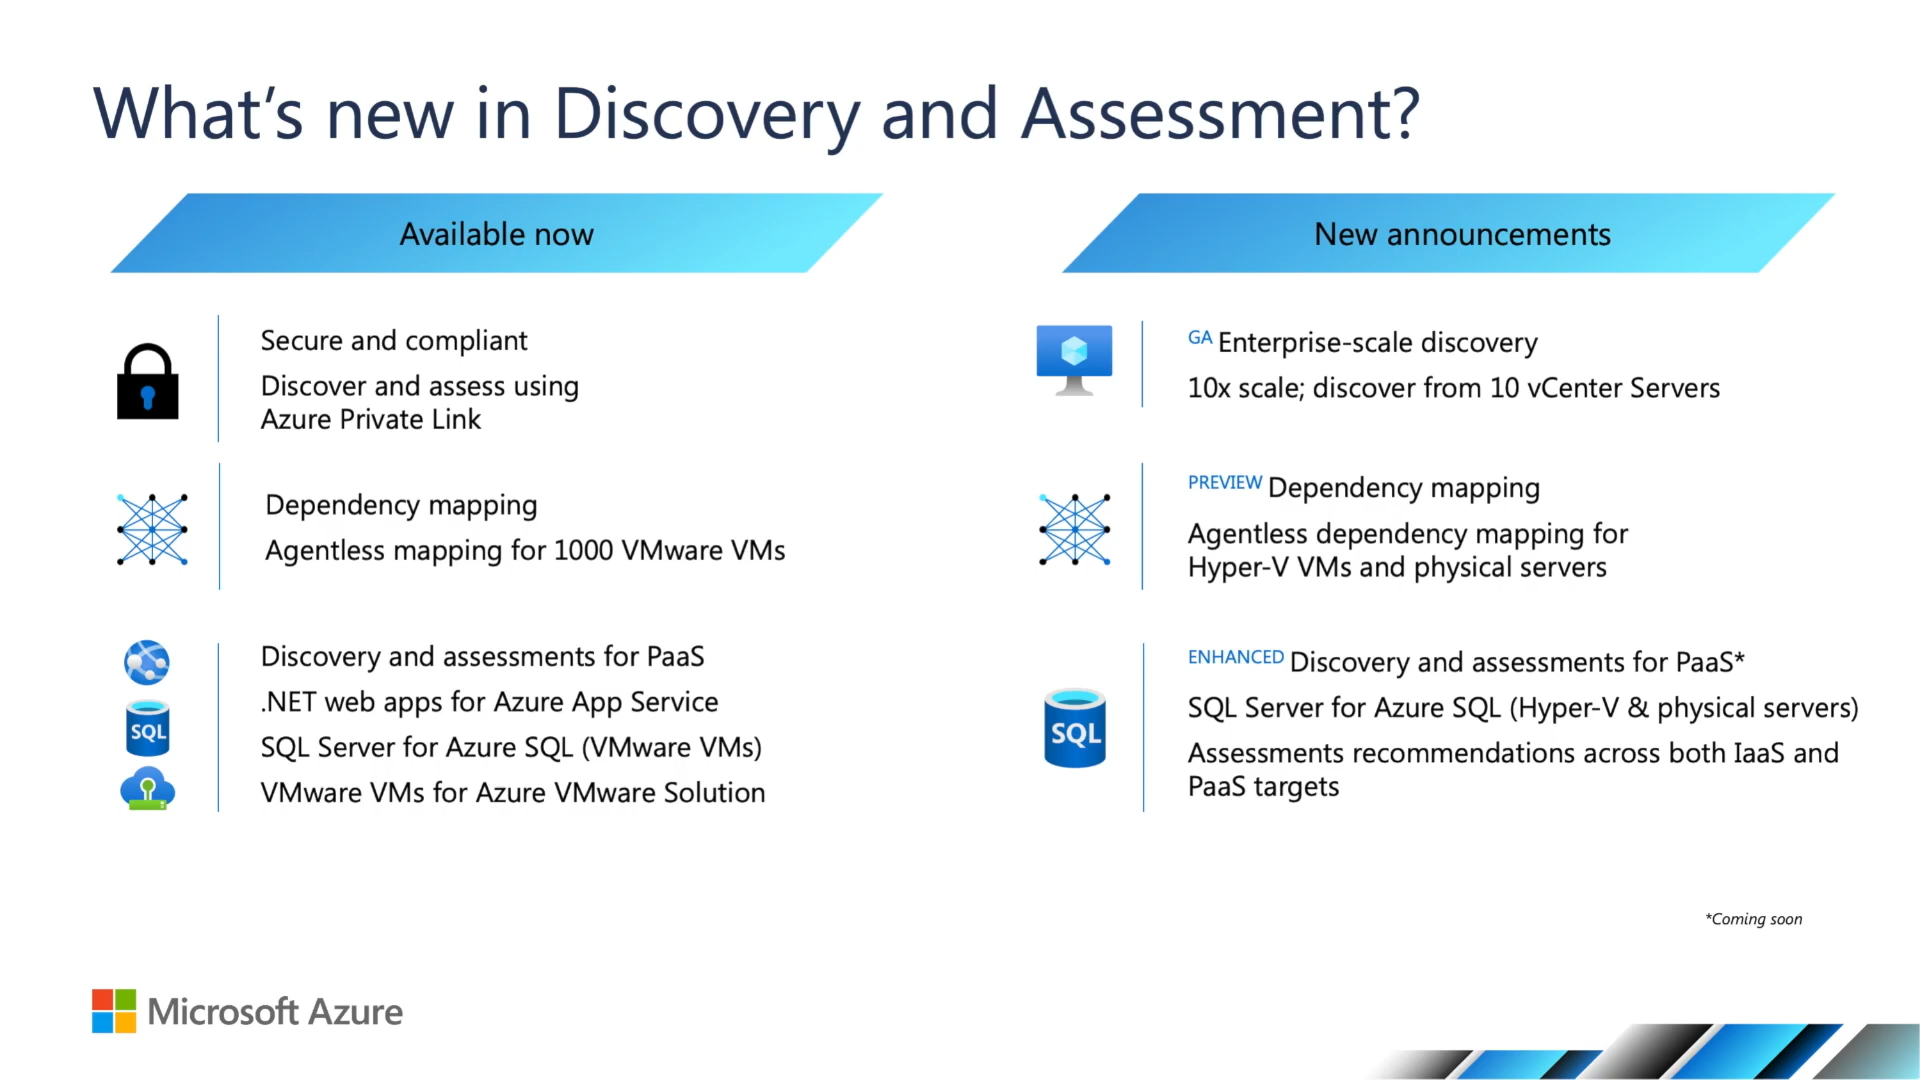 What's new in Discovery and Assessment?
Available now
Secure and compliant
Discover and assess using
Azure Private Link
Dependency mapping
Agentless mapping for 1000 VMware VMs
SQL
Discovery and assessments for PaaS
.NET web apps for Azure App Service
SQL Server for Azure SQL (VMware VMs)
VMware VMs for Azure VMware Solution
New announcements
GA Enterprise-scale discovery
10x scale; discover from 10 vCenter Servers
PREVIEW Dependency mapping
Agentless dependency mapping for
Hyper-V VMs and physical servers
SQL
ENHANCED Discovery and assessments for PaaS*
SQL Server for Azure SQL (Hyper-V & physical servers)
Assessments recommendations across both IaaS and
PaaS targets
*Coming soon
Microsoft Azure